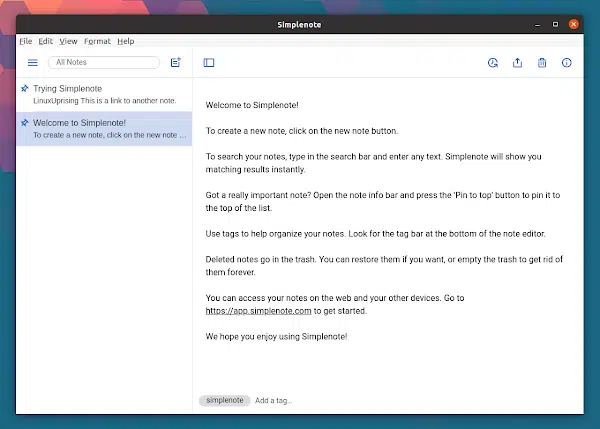 Simplenote
File Edit View Format Help
All Notes
Trying Simplenote
LinuxUprising This is a link to another note.
Welcome to Simplenote!
To create a new note, click on the new note ...
Welcome to Simplenote!
To create a new note, click on the new note button.
To search your notes, type in the search bar and enter any text. Simplenote will show you
matching results instantly.
Got a really important note? Open the note info bar and press the 'Pin to top' button to pin it to
the top of the list.
Use tags to help organize your notes. Look for the tag bar at the bottom of the note editor.
Deleted notes go in the trash. You can restore them if you want, or empty the trash to get rid of
them forever.
You can access your notes on the web and your other devices. Go to
https://app.simplenote.com to get started.
We hope you enjoy using Simplenote!
simplenote Add a tag...